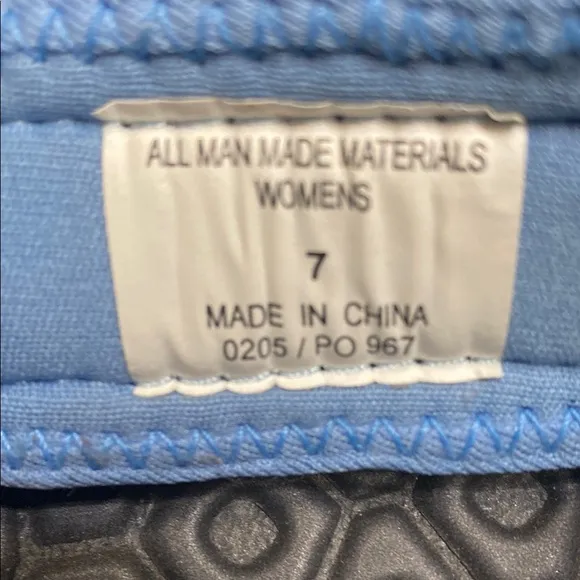 ALL MAN MADE MATERIALS
WOMENS
7
MADE IN CHINA
0205 / PO 967